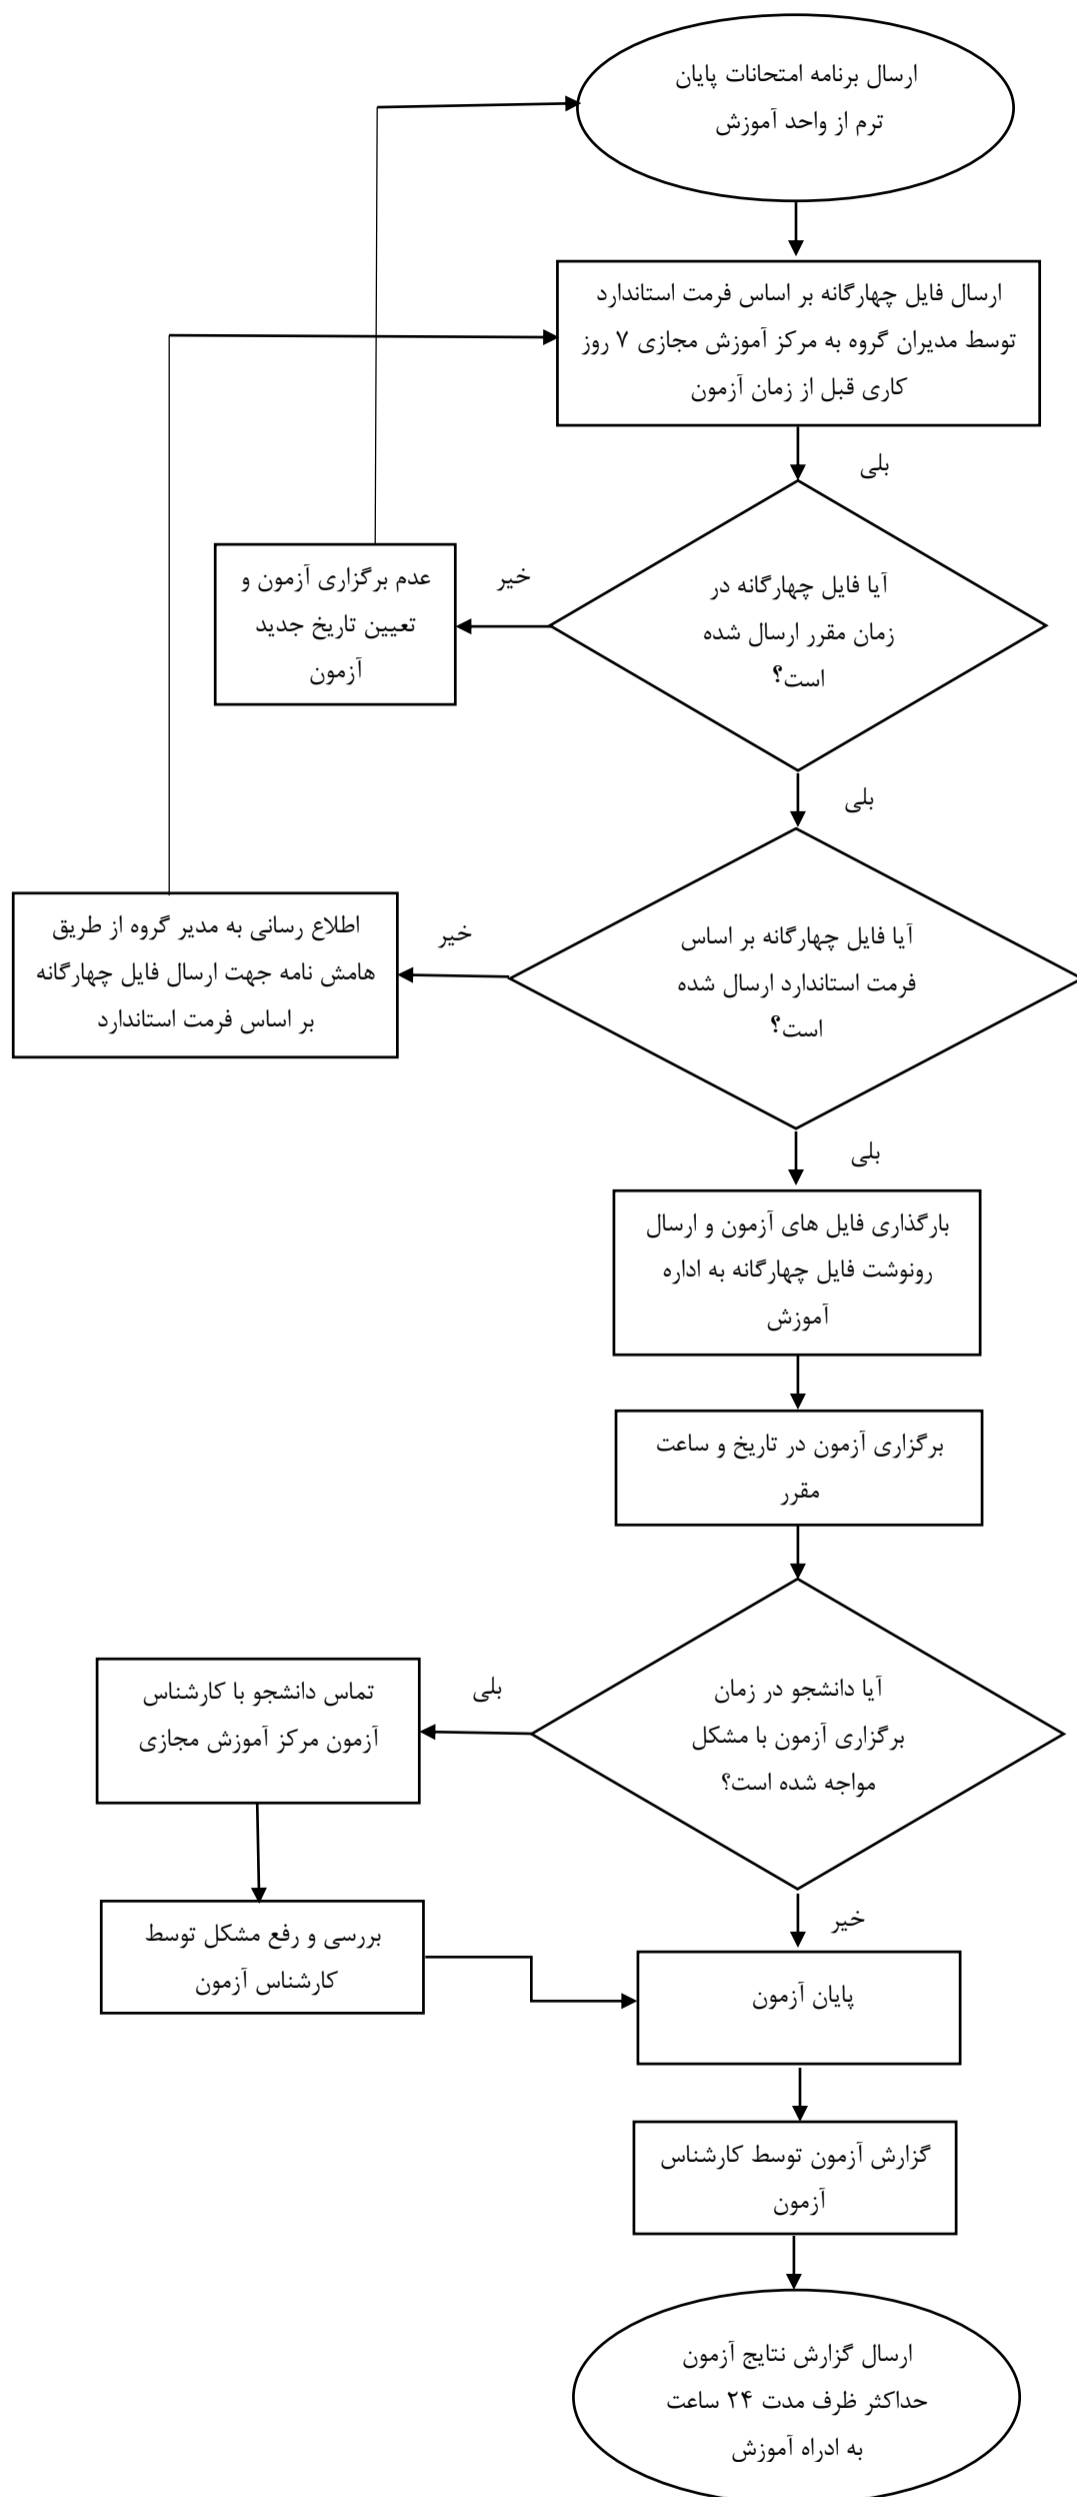 ارسال برنامه امتحانات پایان
ترم از واحد آموزش
ارسال فایل چهارگانه بر اساس فرمت استاندارد
توسط مدیران گروه به مرکز آموزش مجازی ۷ روز
کاری قبل از زمان آزمون
بلی
آیا فایل چهارگانه در
زمان مقرر ارسال شده
است؟
خیر
عدم برگزاری آزمون و
تعیین تاریخ جدید
آزمون
بلی
آیا فایل چهارگانه بر اساس
فرمت استاندارد ارسال شده
است؟
خیر
اطلاع رسانی به مدیر گروه از طریق
هامش نامه جهت ارسال فایل چهارگانه
بر اساس فرمت استاندارد
بلی
بارگذاری فایل های آزمون و ارسال
رونوشت فایل چهارگانه به اداره
آموزش
برگزاری آزمون در تاریخ و ساعت
مقرر
آیا دانشجو در زمان
برگزاری آزمون با مشکل
مواجه شده است؟
بلی
تماس دانشجو با کارشناس
آزمون مرکز آموزش مجازی
بررسی و رفع مشکل توسط
کارشناس آزمون
خیر
پایان آزمون
گزارش آزمون توسط کارشناس
آزمون
ارسال گزارش نتایج آزمون
حداکثر ظرف مدت ۲۴ ساعت
به ادراه آموزش